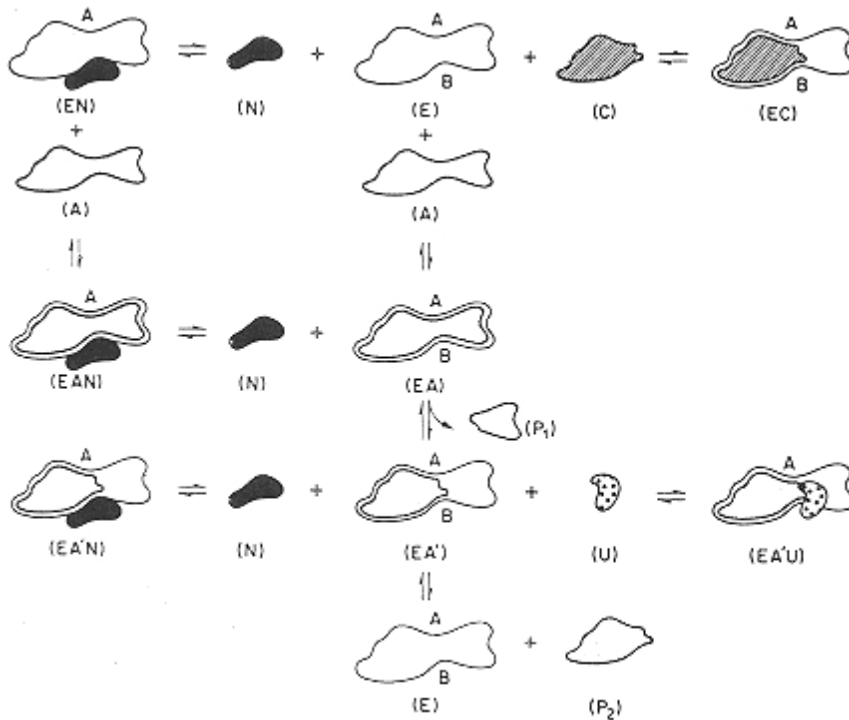 A A
B B
(EN) (N) + (E) + (C) (EC)
+ +
(A) (A)
A A
B
(EAN) (N) + (EA)
(P₁)
A A A
B
(EA'N) (N) + (EA') + (U) (EA'U)
A
B +
(E) (P₂)